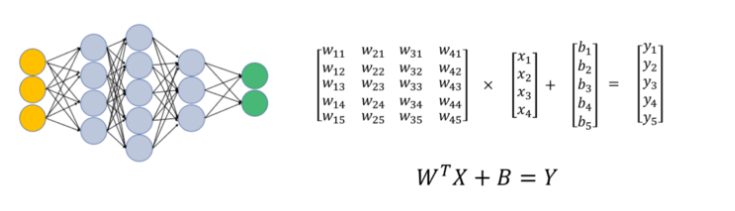 w11 w21 w31 w41 x1 b1 y1
w12 w22 w32 w42 x2 b2 y2
w13 w23 w33 w43 × x3 + b3 = y3
w14 w24 w34 w44 x4 b4 y4
w15 w25 w35 w45 b5 y5
W^T X + B = Y